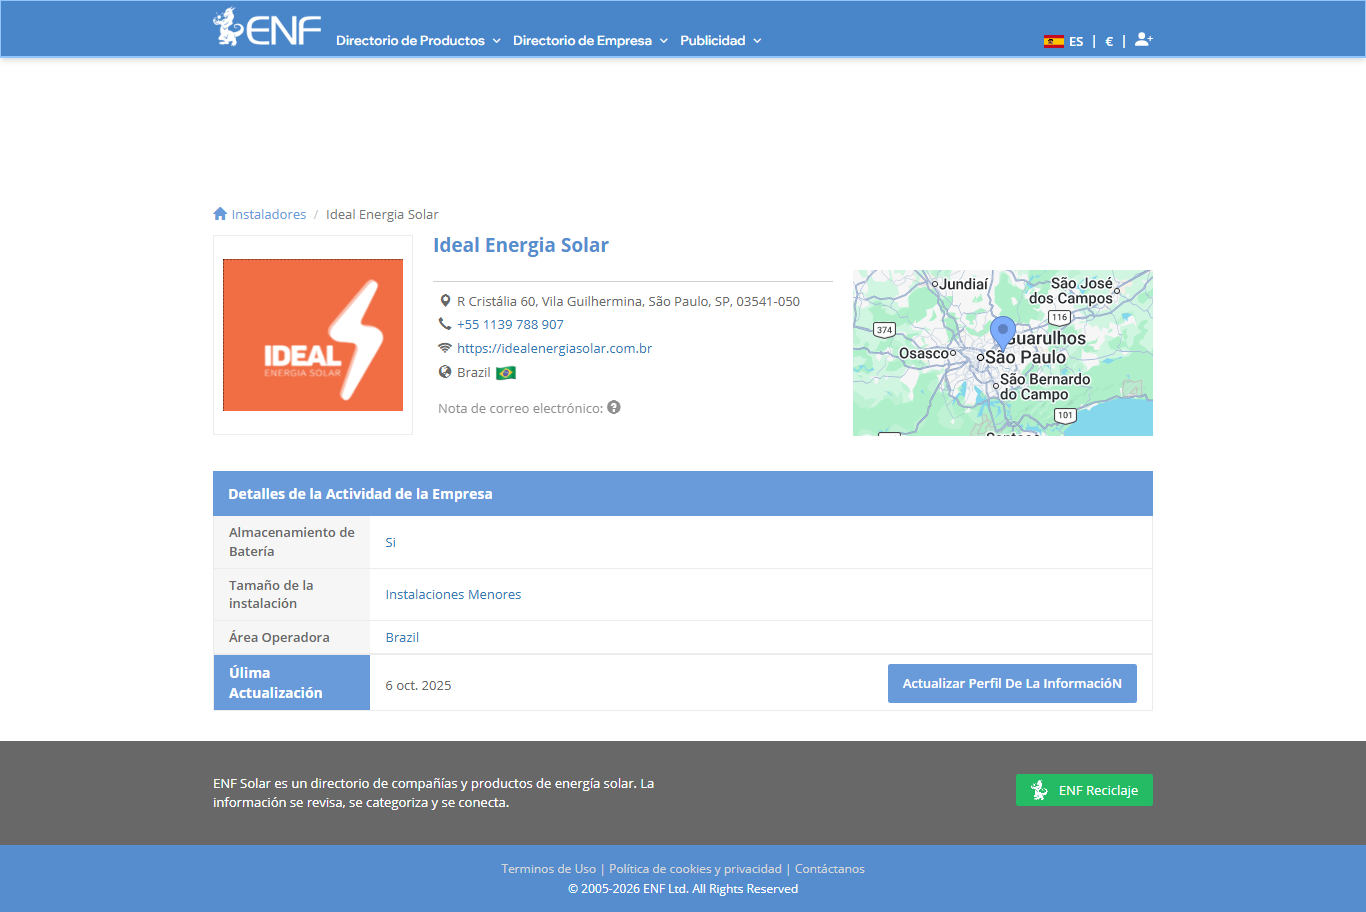 ENF
Directorio de Productos
Directorio de Empresa
Publicidad
ES | € |
Instaladores / Ideal Energia Solar
IDEAL
ENERGIA SOLAR
Ideal Energia Solar
R Cristália 60, Vila Guilhermina, São Paulo, SP, 03541-050
+55 1139 788 907
https://idealenergiasolar.com.br
Brazil
Nota de correo electrónico:
Jundiaí
São José
dos Campos
116
374
Guarulhos
Osasco
São Paulo
São Bernardo
do Campo
101
Detalles de la Actividad de la Empresa
Almacenamiento de
Batería
Si
Tamaño de la
instalación
Instalaciones Menores
Área Operadora
Brazil
Úlima
Actualización
6 oct. 2025
Actualizar Perfil De La InformacióN
ENF Solar es un directorio de compañías y productos de energía solar. La
información se revisa, se categoriza y se conecta.
ENF Reciclaje
Terminos de Uso | Política de cookies y privacidad | Contáctanos
© 2005-2026 ENF Ltd. All Rights Reserved